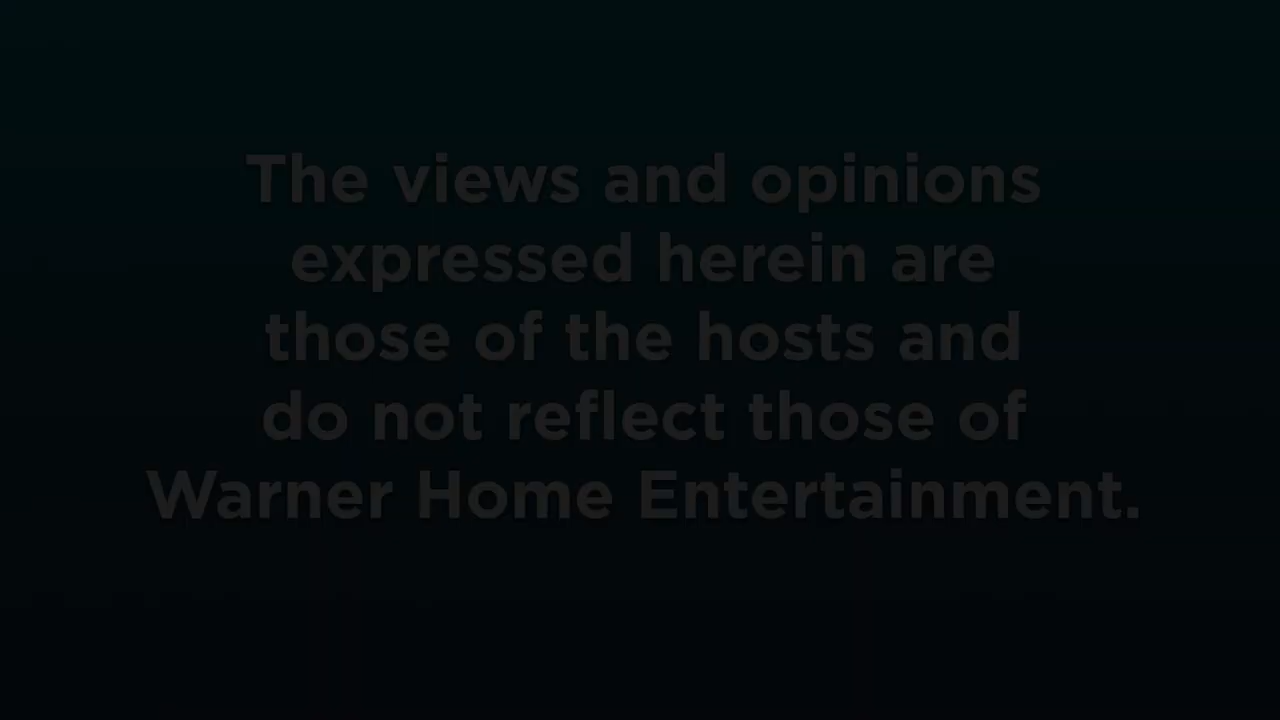 The views and opinions
expressed herein are
those of the hosts and
do not reflect those of
Warner Home Entertainment.